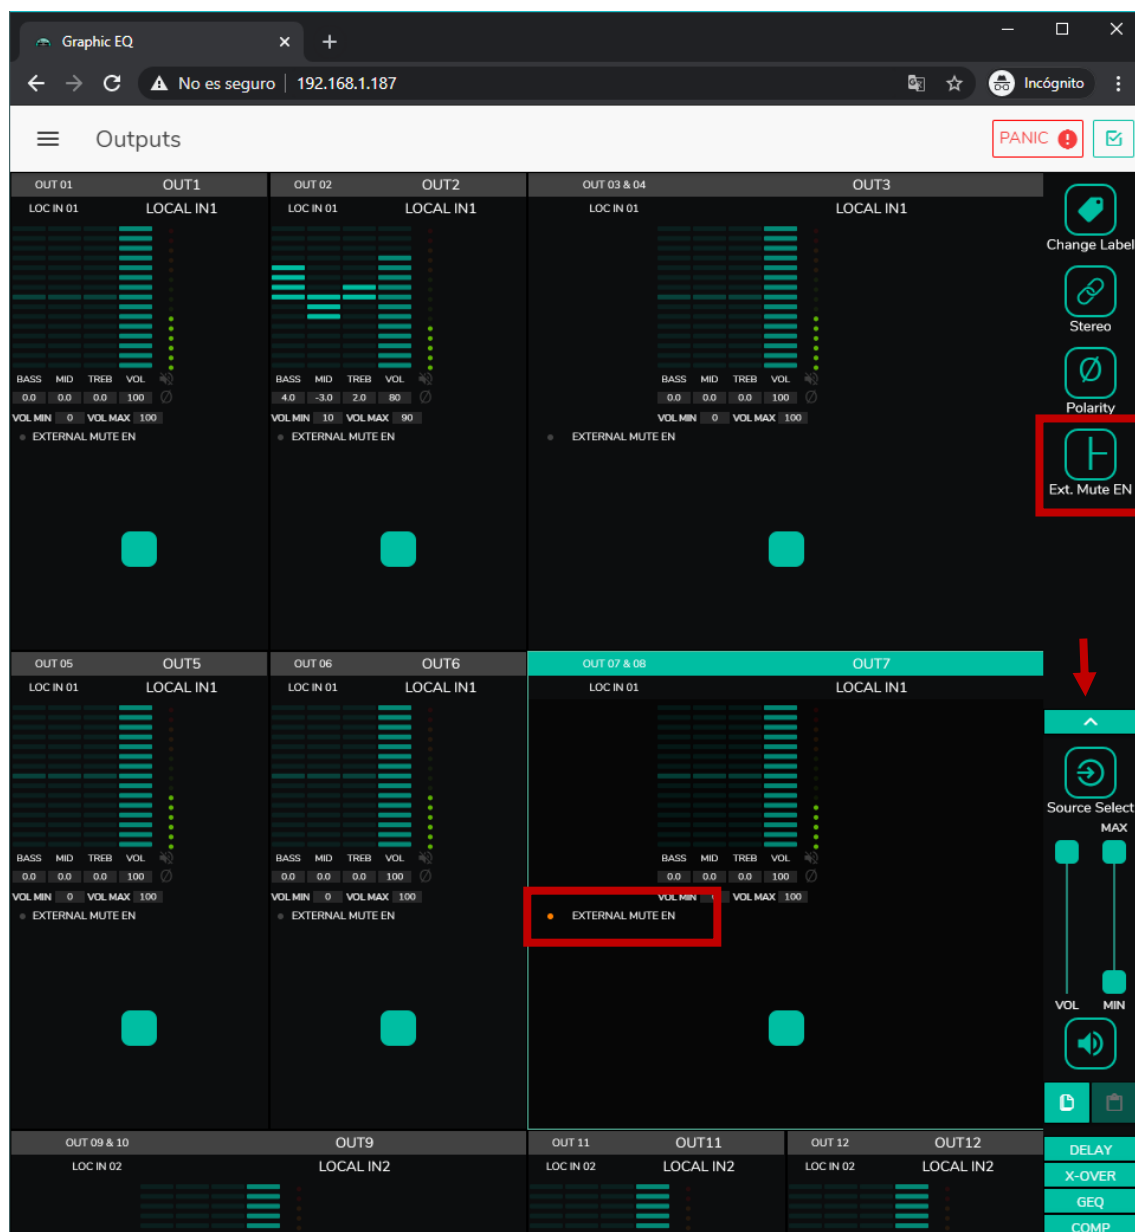 Graphic EQ
No es seguro | 192.168.1.187
Incógnito
Outputs
PANIC
OUT 01 OUT1
LOC IN 01 LOCAL IN1
BASS MID TREB VOL
0.0 0.0 0.0 100
VOL MIN 0 VOL MAX 100
EXTERNAL MUTE EN
OUT 02 OUT2
LOC IN 01 LOCAL IN1
BASS MID TREB VOL
4.0 -3.0 2.0 80
VOL MIN 10 VOL MAX 90
EXTERNAL MUTE EN
OUT 03 & 04 OUT3
LOC IN 01 LOCAL IN1
BASS MID TREB VOL
0.0 0.0 0.0 100
VOL MIN 0 VOL MAX 100
EXTERNAL MUTE EN
Change Label
Stereo
Polarity
Ext. Mute EN
OUT 05 OUT5
LOC IN 01 LOCAL IN1
BASS MID TREB VOL
0.0 0.0 0.0 100
VOL MIN 0 VOL MAX 100
EXTERNAL MUTE EN
OUT 06 OUT6
LOC IN 01 LOCAL IN1
BASS MID TREB VOL
0.0 0.0 0.0 100
VOL MIN 0 VOL MAX 100
EXTERNAL MUTE EN
OUT 07 & 08 OUT7
LOC IN 01 LOCAL IN1
BASS MID TREB VOL
0.0 0.0 0.0 100
VOL MIN 0 VOL MAX 100
EXTERNAL MUTE EN
Source Select
MAX
VOL MIN
OUT 09 & 10 OUT9
LOC IN 02 LOCAL IN2
OUT 11 OUT11
LOC IN 02 LOCAL IN2
OUT 12 OUT12
LOC IN 02 LOCAL IN2
DELAY
X-OVER
GEQ
COMP